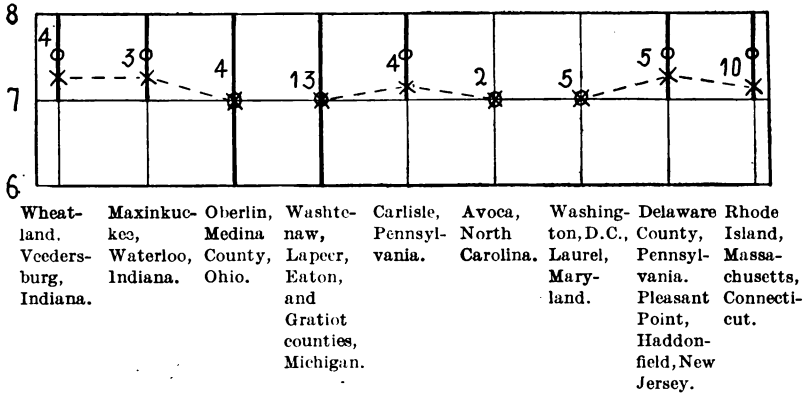 8
7
6
4
3
4
13
4
2
5
5
10
Wheat-
land,
Veeders-
burg,
Indiana.
Maxinkuc-
kee,
Waterloo,
Indiana.
Oberlin,
Medina
County,
Ohio.
Washte-
naw,
Lapeer,
Eaton,
and
Gratiot
counties,
Michigan.
Carlisle,
Pennsyl-
vania.
Avoca,
North
Carolina.
Washing-
ton, D.C.,
Laurel,
Mary-
land.
Delaware
County,
Pennsyl-
vania.
Pleasant
Point,
Haddon-
field, New
Jersey.
Rhode
Island,
Massa-
chusetts,
Connecti-
cut.